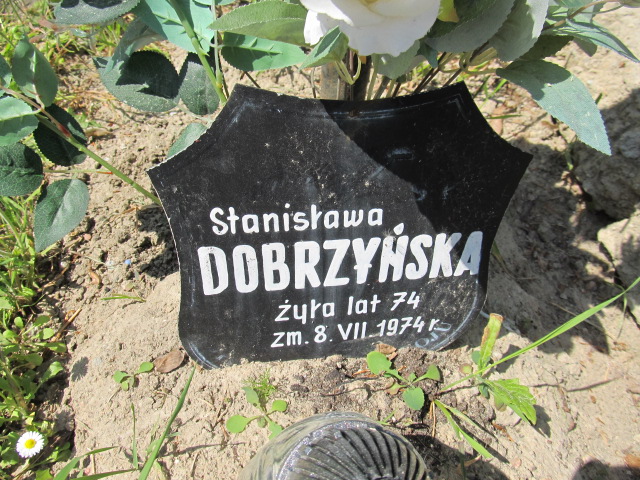 Stanisława
DOBRZYŃSKA
żyła lat 74
zm. 8. VII 1974 r.